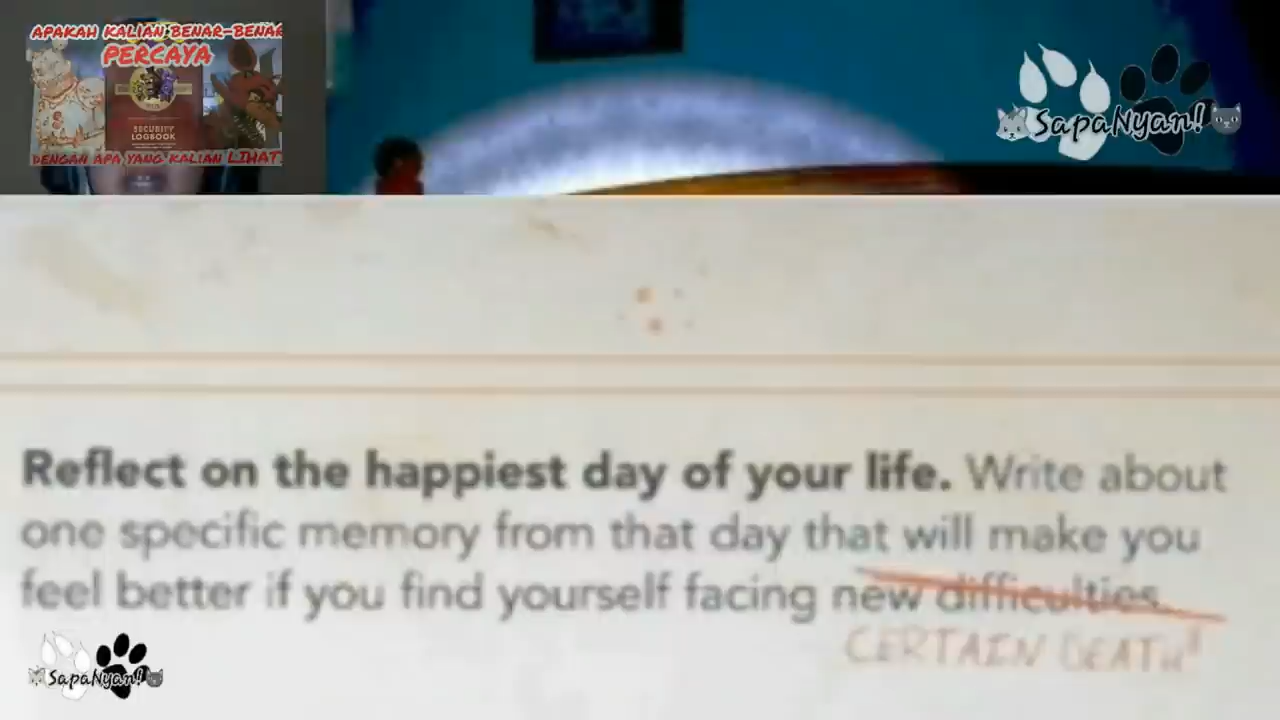 APAKAH KALIAN BENAR-BENAR
PERCAYA
SECURITY
LOGBOOK
DENGAN APA YANG KALIAN LIHAT
SapaNyan!
Reflect on the happiest day of your life. Write about
one specific memory from that day that will make you
feel better if you find yourself facing new difficulties.
CERTAIN DEATH!
SapaNyan!